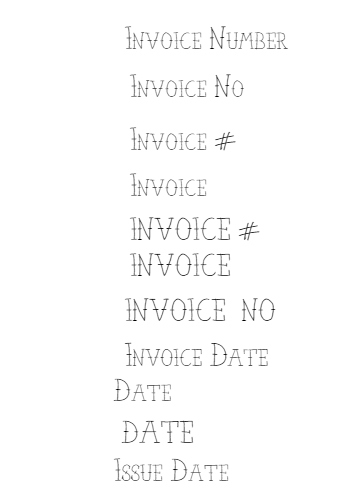 Invoice Number
Invoice No
Invoice #
Invoice
INVOICE #
INVOICE
INVOICE NO
Invoice Date
Date
DATE
Issue Date